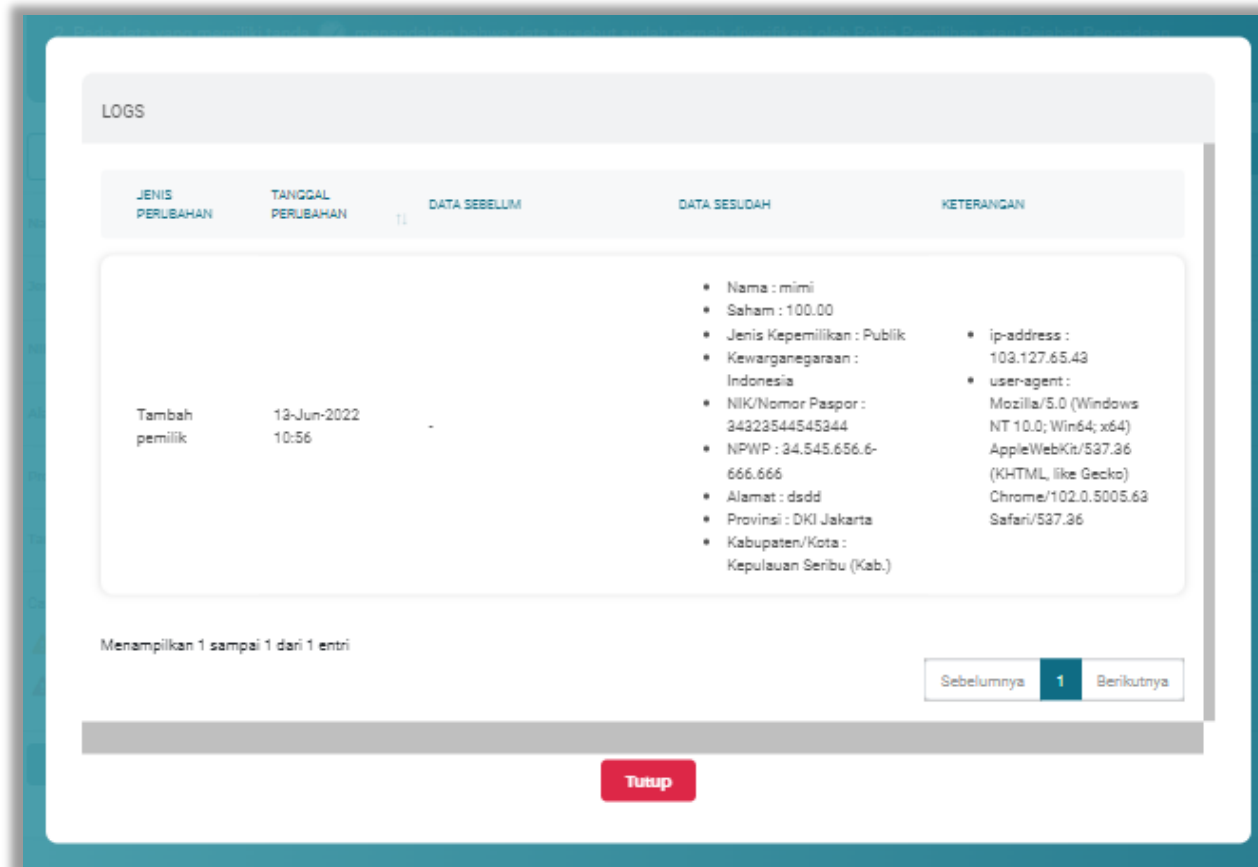 LOGS
JENIS
PERUBAHAN
TANGGAL
PERUBAHAN
DATA SEBELUM
DATA SESUDAH
KETERANGAN
Tambah
pemilik
13-Jun-2022
10:56
-
• Nama : mimi
• Saham : 100.00
• Jenis Kepemilikan : Publik
• Kewarganegaraan :
Indonesia
• NIK/Nomor Paspor :
34323544545344
• NPWP : 34.545.656.6-
666.666
• Alamat : dsdd
• Provinsi : DKI Jakarta
• Kabupaten/Kota :
Kepulauan Seribu (Kab.)
• ip-address :
103.127.65.43
• user-agent :
Mozilla/5.0 (Windows
NT 10.0; Win64; x64)
AppleWebKit/537.36
(KHTML, like Gecko)
Chrome/102.0.5005.63
Safari/537.36
Menampilkan 1 sampai 1 dari 1 entri
Sebelumnya 1 Berikutnya
Tutup